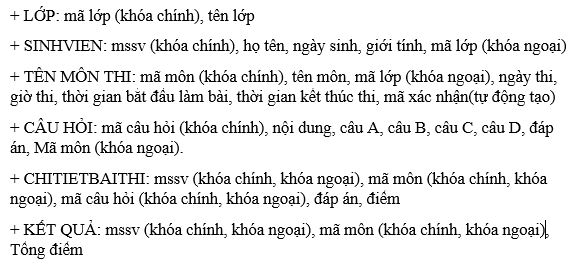 + LỚP: mã lớp (khóa chính), tên lớp
+ SINHVIEN: mssv (khóa chính), họ tên, ngày sinh, giới tính, mã lớp (khóa ngoại)
+ TÊN MÔN THI: mã môn (khóa chính), tên môn, mã lớp (khóa ngoại), ngày thi,
giờ thi, thời gian bắt đầu làm bài, thời gian kết thúc thi, mã xác nhận(tự động tạo)
+ CÂU HỎI: mã câu hỏi (khóa chính), nội dung, câu A, câu B, câu C, câu D, đáp
án, Mã môn (khóa ngoại).
+ CHITIETBAITHI: mssv (khóa chính, khóa ngoại), mã môn (khóa chính, khóa
ngoại), mã câu hỏi (khóa chính, khóa ngoại), đáp án, điểm
+ KẾT QUẢ: mssv (khóa chính, khóa ngoại), mã môn (khóa chính, khóa ngoại),
Tổng điểm